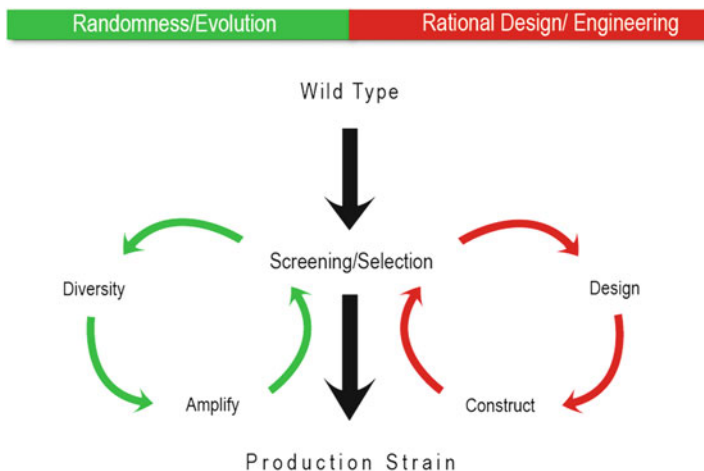 Randomness/Evolution
Rational Design/ Engineering
Wild Type
Screening/Selection
Diversity
Design
Amplify
Construct
Production Strain